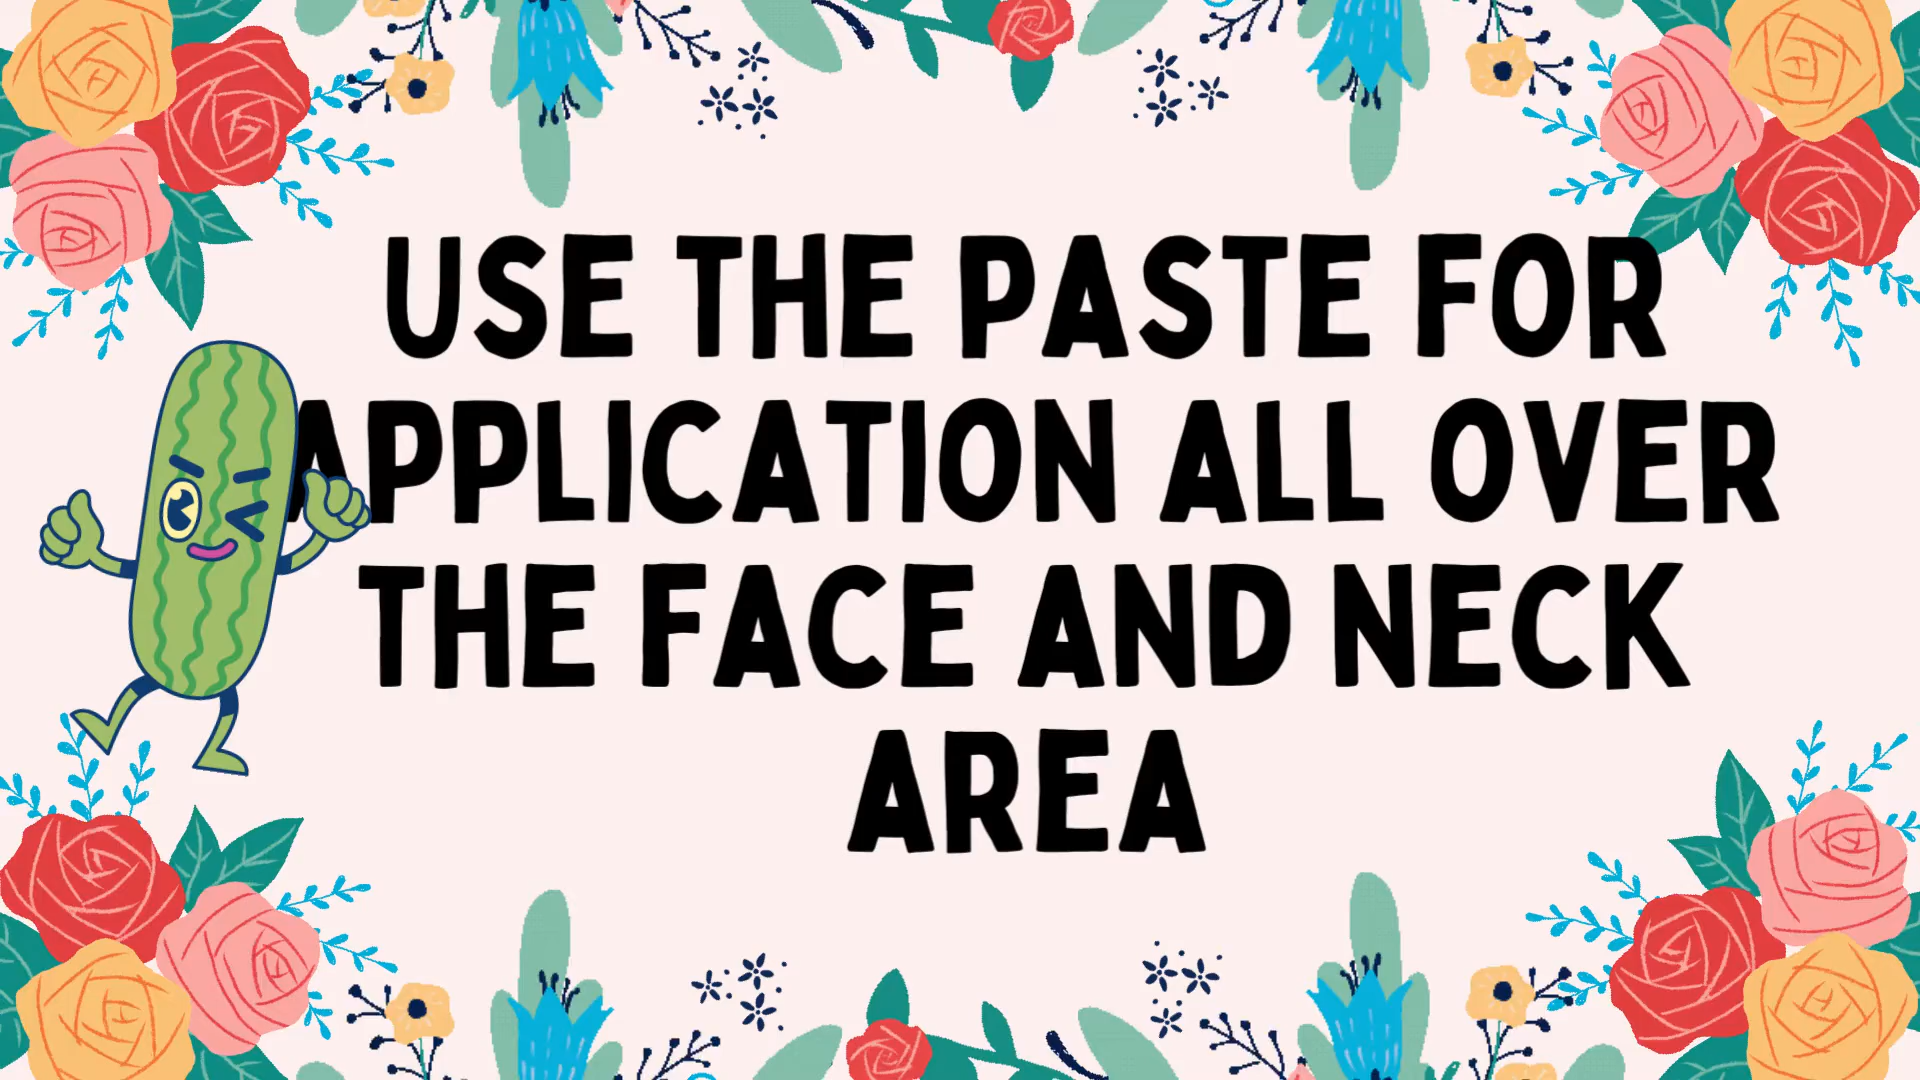 USE THE PASTE FOR
APPLICATION ALL OVER
THE FACE AND NECK
AREA